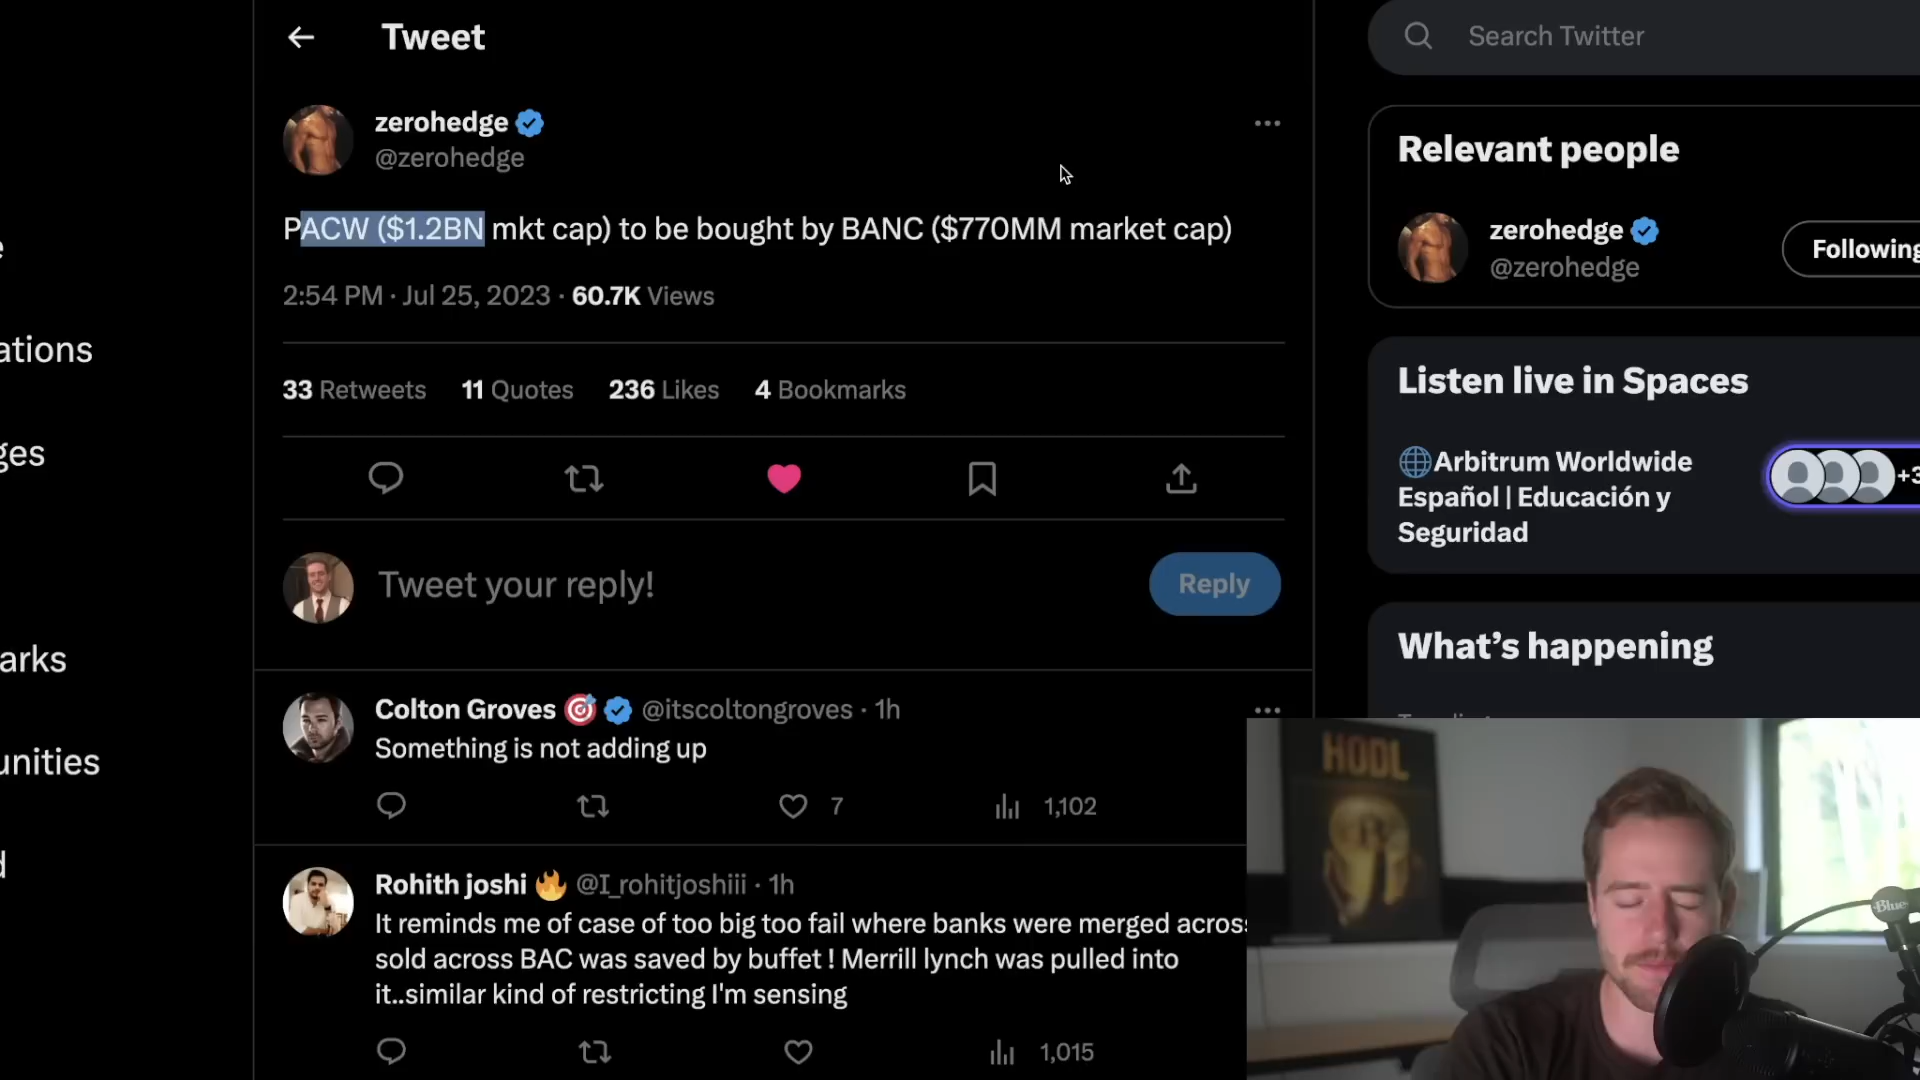 Tweet
Search Twitter
zerohedge
@zerohedge
PACW ($1.2BN mkt cap) to be bought by BANC ($770MM market cap)
2:54 PM · Jul 25, 2023 · 60.7K Views
33 Retweets 11 Quotes 236 Likes 4 Bookmarks
Tweet your reply!
Reply
Colton Groves @itscoltongroves · 1h
Something is not adding up
7 1,102
Rohith joshi @I_rohitjoshiii · 1h
It reminds me of case of too big too fail where banks were merged across
sold across BAC was saved by buffet ! Merrill lynch was pulled into
it..similar kind of restricting I'm sensing
1,015
Relevant people
zerohedge
@zerohedge
Following
Listen live in Spaces
Arbitrum Worldwide
Español | Educación y
Seguridad
+3
What's happening
e
ations
ges
arks
unities
d
HODL
Blue